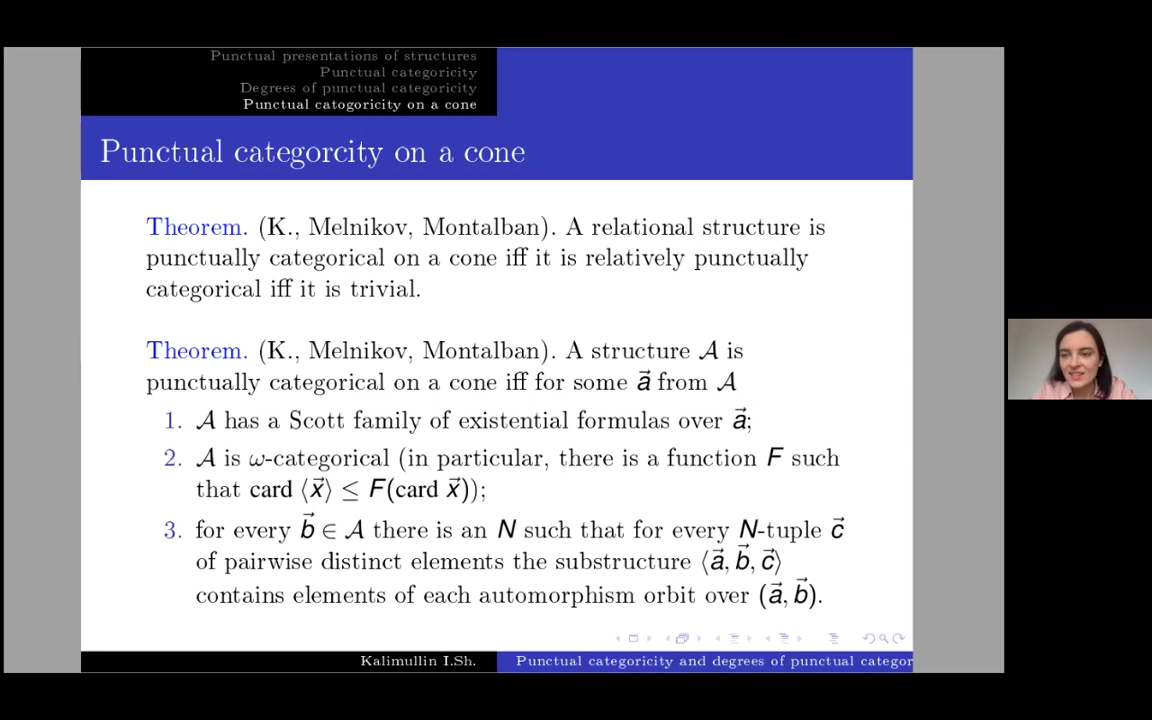 Punctual presentations of structures
Punctual categoricity
Degrees of punctual categoricity
Punctual catogoricity on a cone
Punctual categorcity on a cone
Theorem. (K., Melnikov, Montalban). A relational structure is
punctually categorical on a cone iff it is relatively punctually
categorical iff it is trivial.
Theorem. (K., Melnikov, Montalban). A structure 𝒜 is
punctually categorical on a cone iff for some a⃗ from 𝒜
1. 𝒜 has a Scott family of existential formulas over a⃗;
2. 𝒜 is ω-categorical (in particular, there is a function F such
that card ⟨x⃗⟩ ≤ F(card x⃗));
3. for every b⃗ ∈ 𝒜 there is an N such that for every N-tuple c⃗
of pairwise distinct elements the substructure ⟨a⃗, b⃗, c⃗⟩
contains elements of each automorphism orbit over (a⃗, b⃗).
Kalimullin I.Sh.
Punctual categoricity and degrees of punctual categor